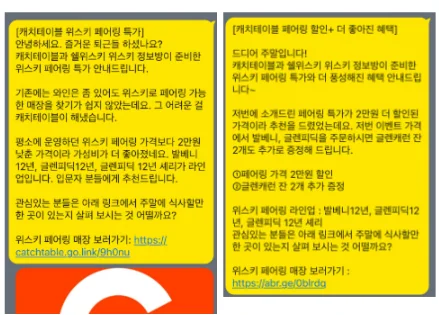 [캐치테이블 위스키 페어링 특가]
안녕하세요. 즐거운 퇴근들 하셨나요?
캐치테이블과 쉘위스키 위스키 정보방이 준비한
위스키 페어링 특가 안내드립니다.
기존에는 와인은 좀 있어도 위스키로 페어링 가능
한 매장을 찾기가 쉽지 않았는데요. 그 어려운 걸
캐치테이블이 해냈습니다.
평소에 운영하던 위스키 페어링 가격보다 2만원
낮춘 가격이라 가성비가 더 좋아졌네요. 발베니
12년, 글렌피딕12년, 글렌피딕 12년 셰리가 라인
업입니다. 입문자 분들에게 추천드립니다.
관심있는 분들은 아래 링크에서 주말에 식사할만
한 곳이 있는지 살펴 보시는 것 어떨까요?
위스키 페어링 매장 보러가기: https://
catchtable.go.link/9h0nu
[캐치테이블 페어링 할인+ 더 좋아진 혜택]
드디어 주말입니다!
캐치테이블과 쉘위스키 위스키 정보방이 준비한
위스키 페어링 특가와 더 풍성해진 혜택 안내드립
니다~
저번에 소개드린 페어링 특가가 2만원 더 할인된
가격이라 추천을 드렸었는데요. 저번 이벤트 가격
에서 발베니, 글렌피딕을 주문하시면 글렌캐런 잔
2개도 추가로 증정해 드립니다.
①페어링 가격 2만원 할인
②글렌캐런 잔 2개 추가 증정
위스키 페어링 라인업 : 발베니12년, 글렌피딕12
년, 글렌피딕 12년 셰리
관심있는 분들은 아래 링크에서 주말에 식사할만
한 곳이 있는지 살펴 보시는 것 어떨까요?
위스키 페어링 매장 보러가기 :
https://abr.ge/0blrdq